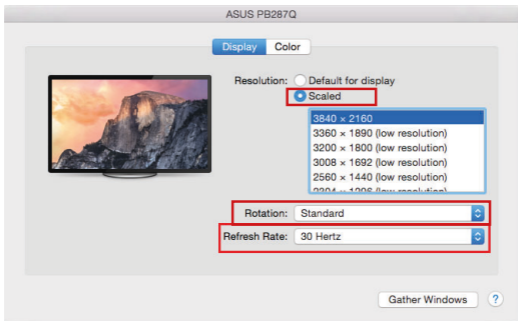 ASUS PB287Q
Display Color
Resolution: Default for display
Scaled
3840 × 2160
3360 × 1890 (low resolution)
3200 × 1800 (low resolution)
3008 × 1692 (low resolution)
2560 × 1440 (low resolution)
Rotation: Standard
Refresh Rate: 30 Hertz
Gather Windows ?